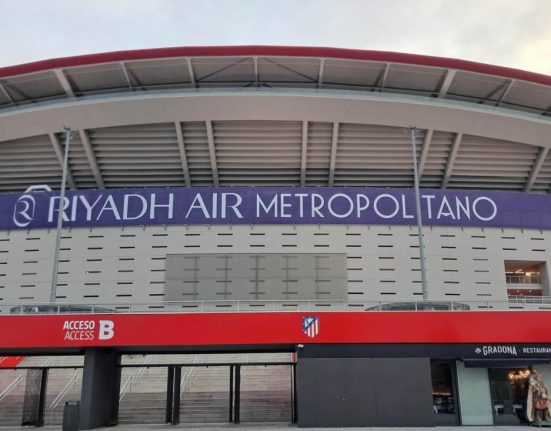 RIYADH AIR METROPOLITANO
ACCESO
ACCESS B
GRADONA · RESTAURANT